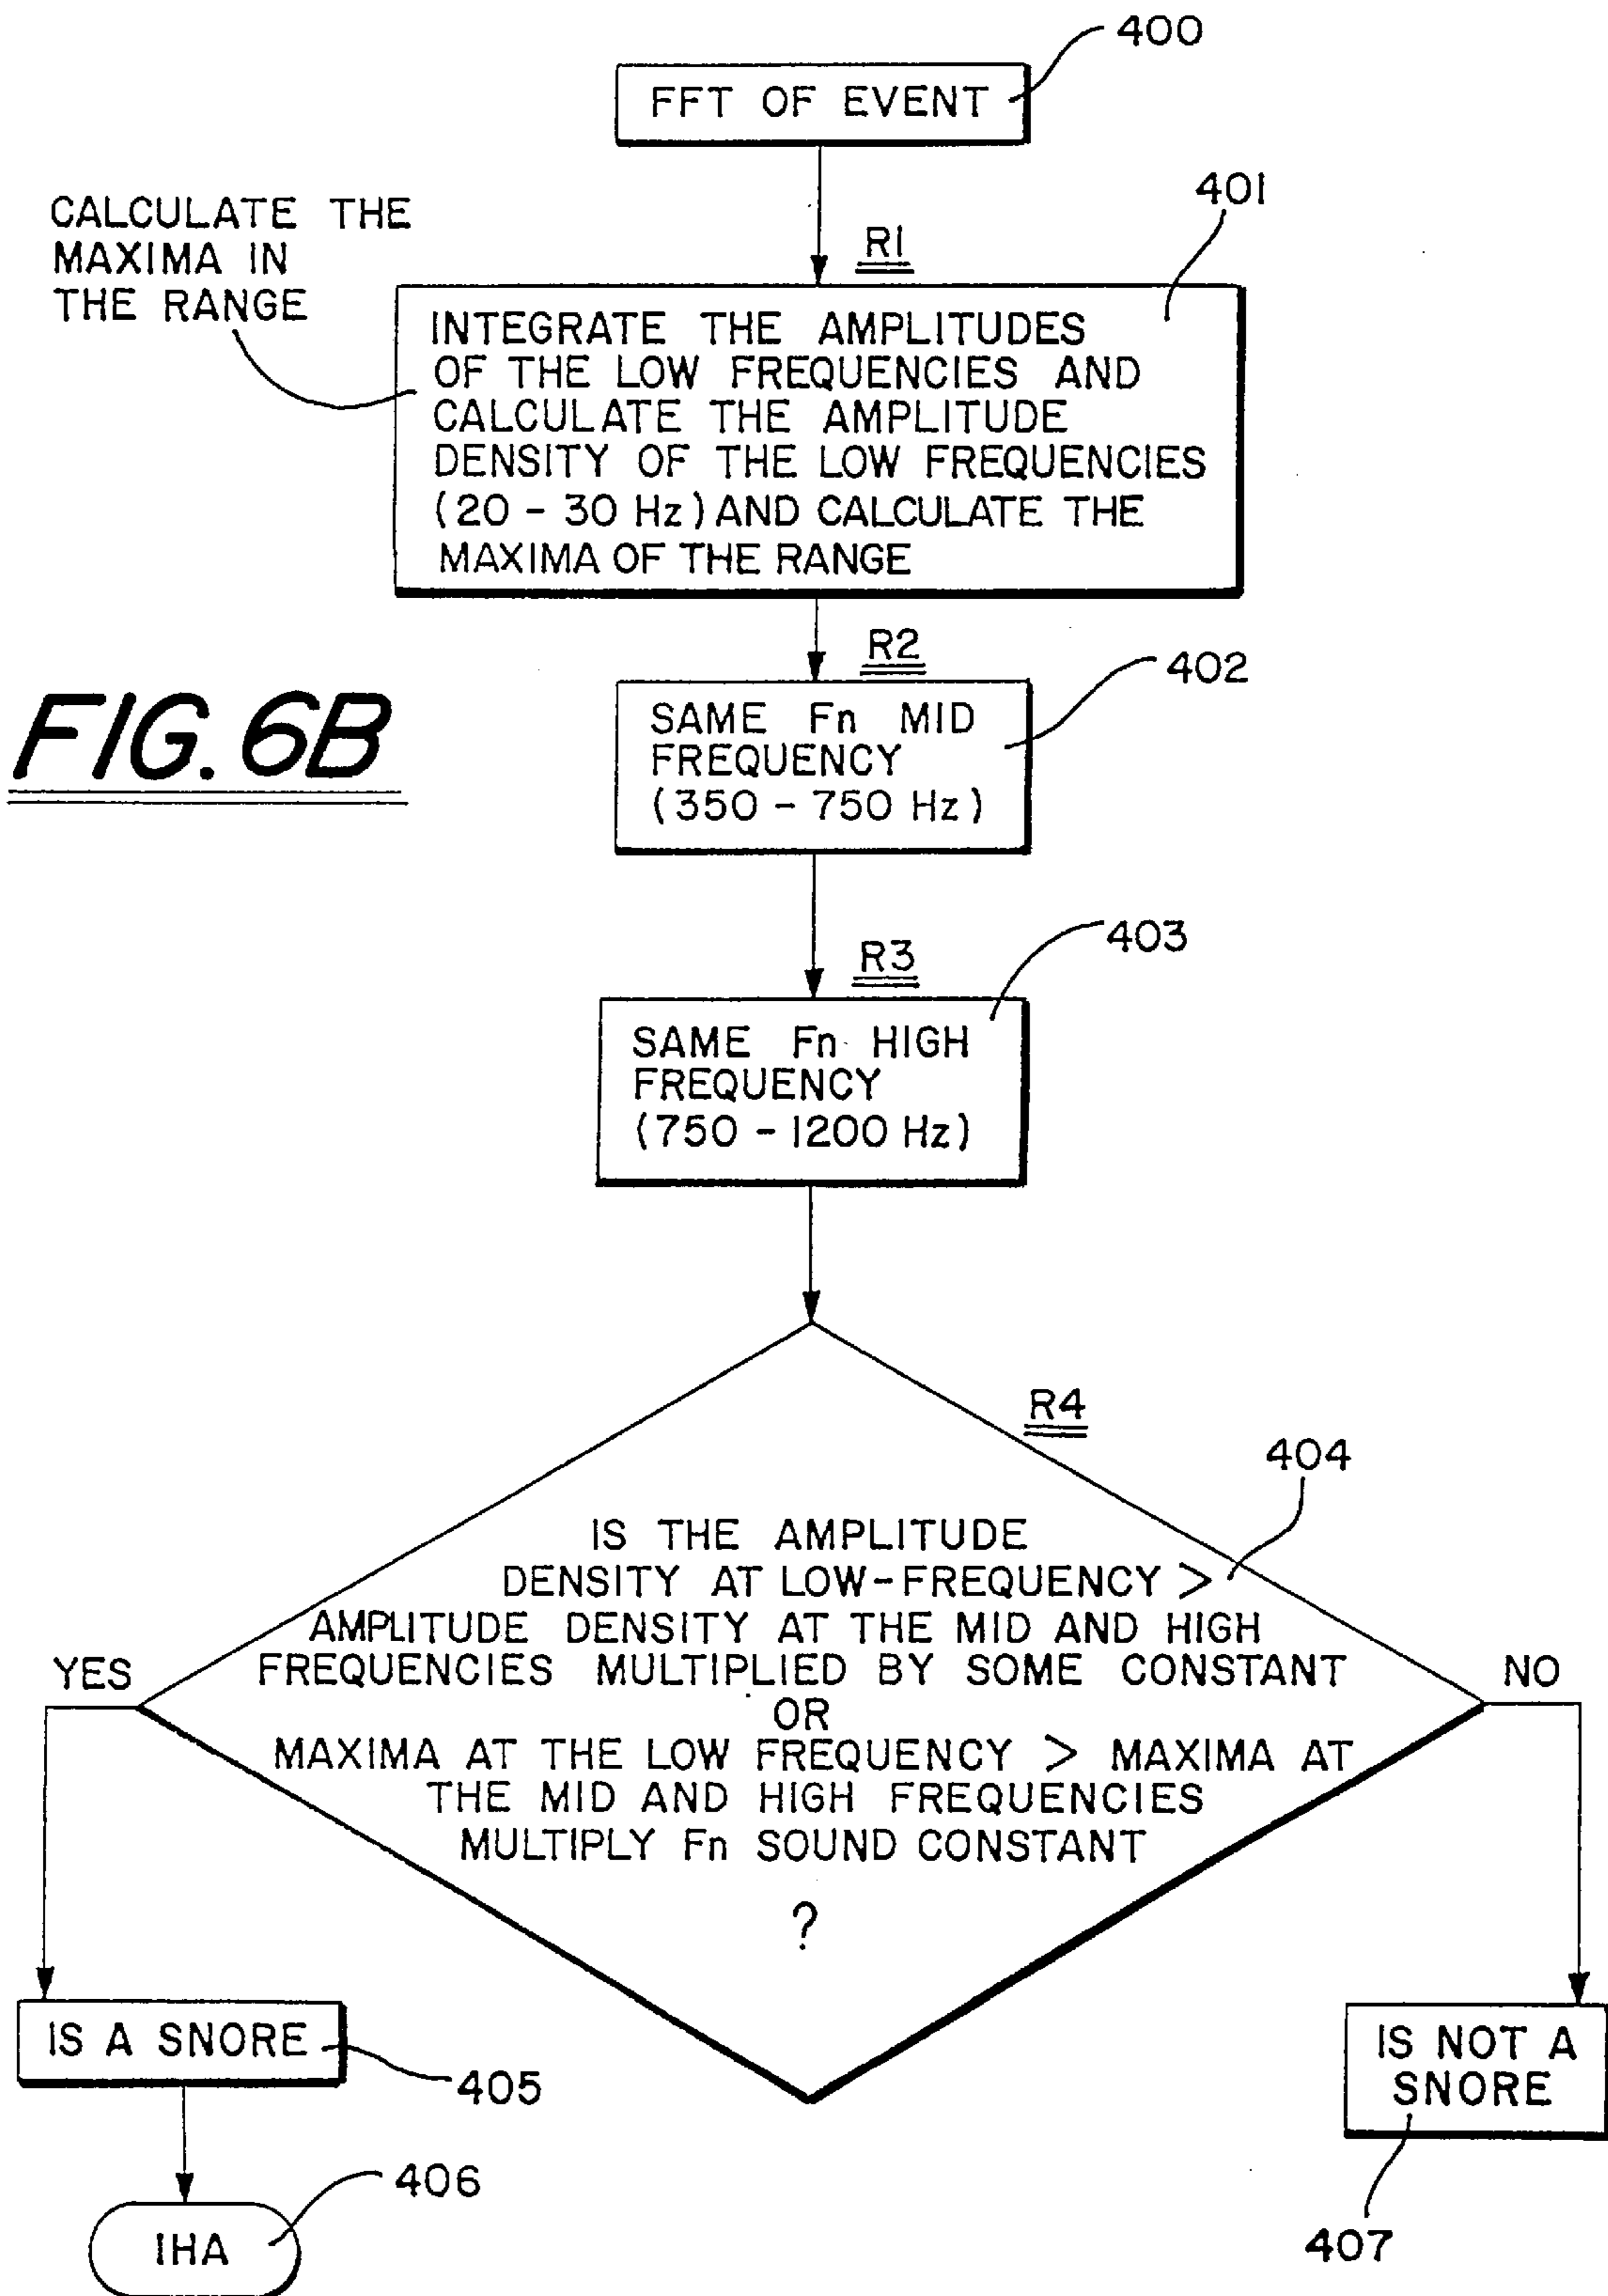 400
FFT OF EVENT
CALCULATE THE
MAXIMA IN
THE RANGE
401
R1
INTEGRATE THE AMPLITUDES
OF THE LOW FREQUENCIES AND
CALCULATE THE AMPLITUDE
DENSITY OF THE LOW FREQUENCIES
(20 - 30 Hz) AND CALCULATE THE
MAXIMA OF THE RANGE
R2
402
SAME Fn MID
FREQUENCY
(350 - 750 Hz)
FIG. 6B
403
R3
SAME Fn HIGH
FREQUENCY
(750 - 1200 Hz)
R4
404
IS THE AMPLITUDE
DENSITY AT LOW-FREQUENCY >
AMPLITUDE DENSITY AT THE MID AND HIGH
FREQUENCIES MULTIPLIED BY SOME CONSTANT
OR
MAXIMA AT THE LOW FREQUENCY > MAXIMA AT
THE MID AND HIGH FREQUENCIES
MULTIPLY Fn SOUND CONSTANT
?
YES
NO
IS A SNORE
405
IHA
406
IS NOT A
SNORE
407